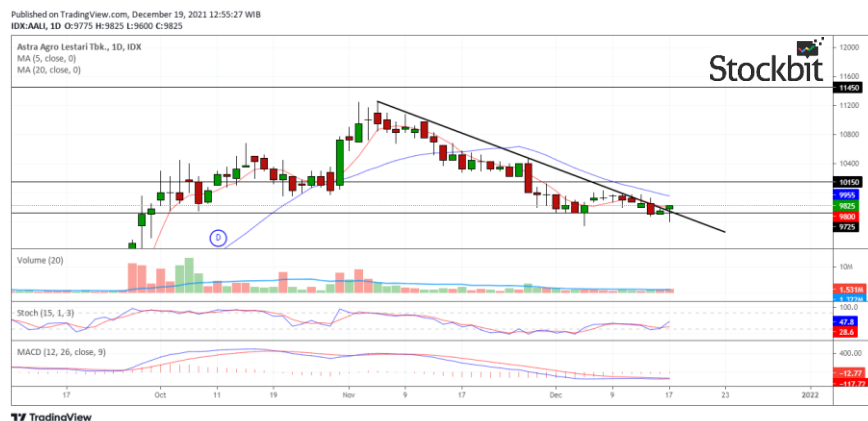 Published on TradingView.com, December 19, 2021 12:55:27 WIB
IDX:AALI, 1D O:9775 H:9825 L:9600 C:9825
Astra Agro Lestari Tbk., 1D, IDX
MA (5, close, 0)
MA (20, close, 0)
Stockbit
12000
11600
11450
11200
10800
10400
10150
9955
9825
9800
9725
D
Volume (20)
10M
1.531M
Stoch (15, 1, 3)
100.0
47.8
28.6
MACD (12, 26, close, 9)
400.00
-12.77
-117.72
17 Oct 11 19 Nov 9 17 Dec 9 17 23 2022
TradingView